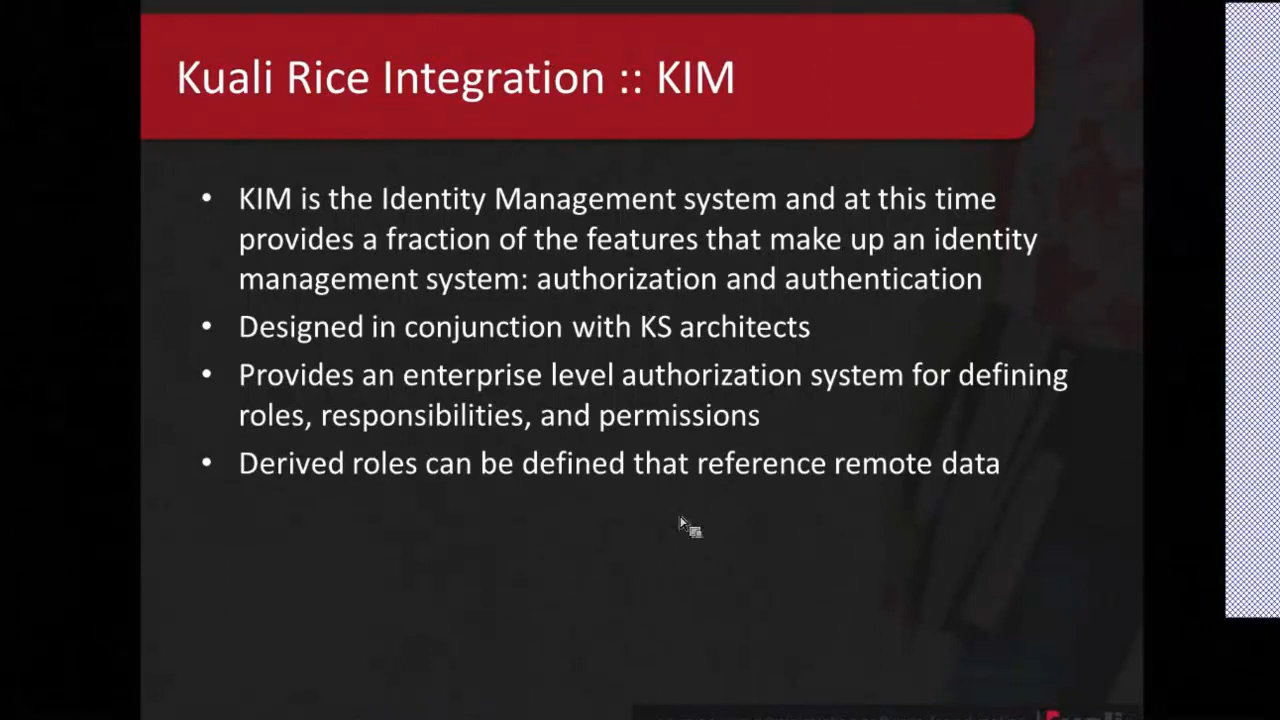 Kuali Rice Integration :: KIM
• KIM is the Identity Management system and at this time
provides a fraction of the features that make up an identity
management system: authorization and authentication
• Designed in conjunction with KS architects
• Provides an enterprise level authorization system for defining
roles, responsibilities, and permissions
• Derived roles can be defined that reference remote data